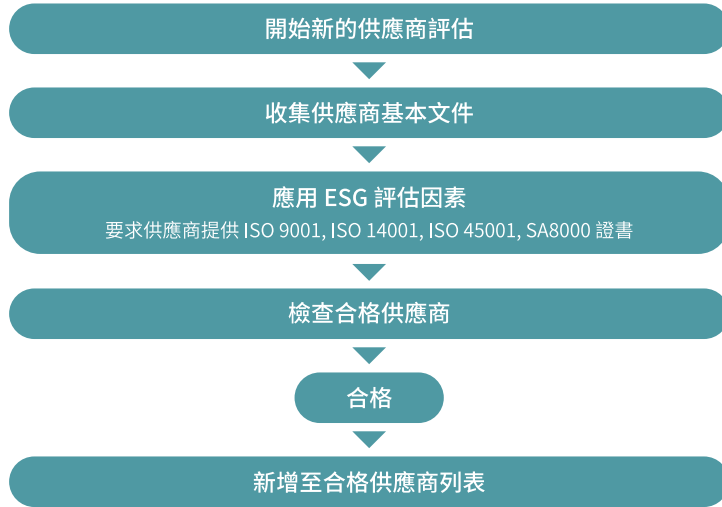 開始新的供應商評估
收集供應商基本文件
應用 ESG 評估因素
要求供應商提供 ISO 9001, ISO 14001, ISO 45001, SA8000 證書
檢查合格供應商
合格
新增至合格供應商列表